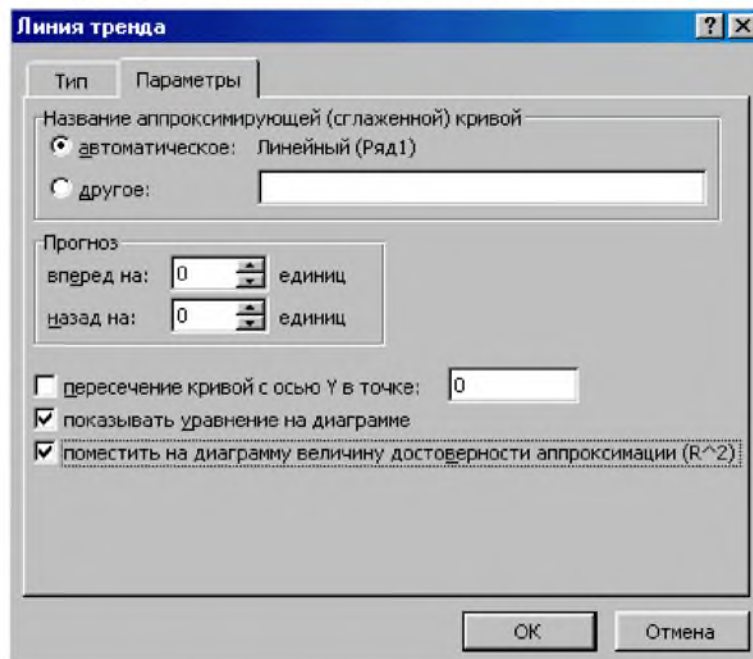 Линия тренда
Тип Параметры
Название аппроксимирующей (сглаженной) кривой
автоматическое: Линейный (Ряд1)
другое:
Прогноз
вперед на: 0 единиц
назад на: 0 единиц
пересечение кривой с осью Y в точке: 0
показывать уравнение на диаграмме
поместить на диаграмму величину достоверности аппроксимации (R^2)
ОК Отмена